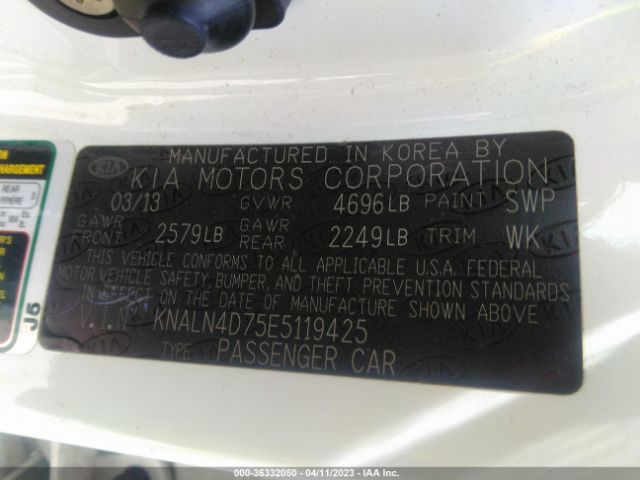 MANUFACTURED IN KOREA BY
KIA MOTORS CORPORATION
03/13 GVWR 4696LB PAINT SWP
GAWR FRONT 2579LB GAWR REAR 2249LB TRIM WK
THIS VEHICLE CONFORMS TO ALL APPLICABLE U.S.A. FEDERAL
MOTOR VEHICLE SAFETY, BUMPER, AND THEFT PREVENTION STANDARDS
IN EFFECT ON THE DATE OF MANUFACTURE SHOWN ABOVE
V.I.N KNALN4D75E5119425
TYPE PASSENGER CAR
REAR
J5
000-36332050 - 04/11/2023 - IAA Inc.